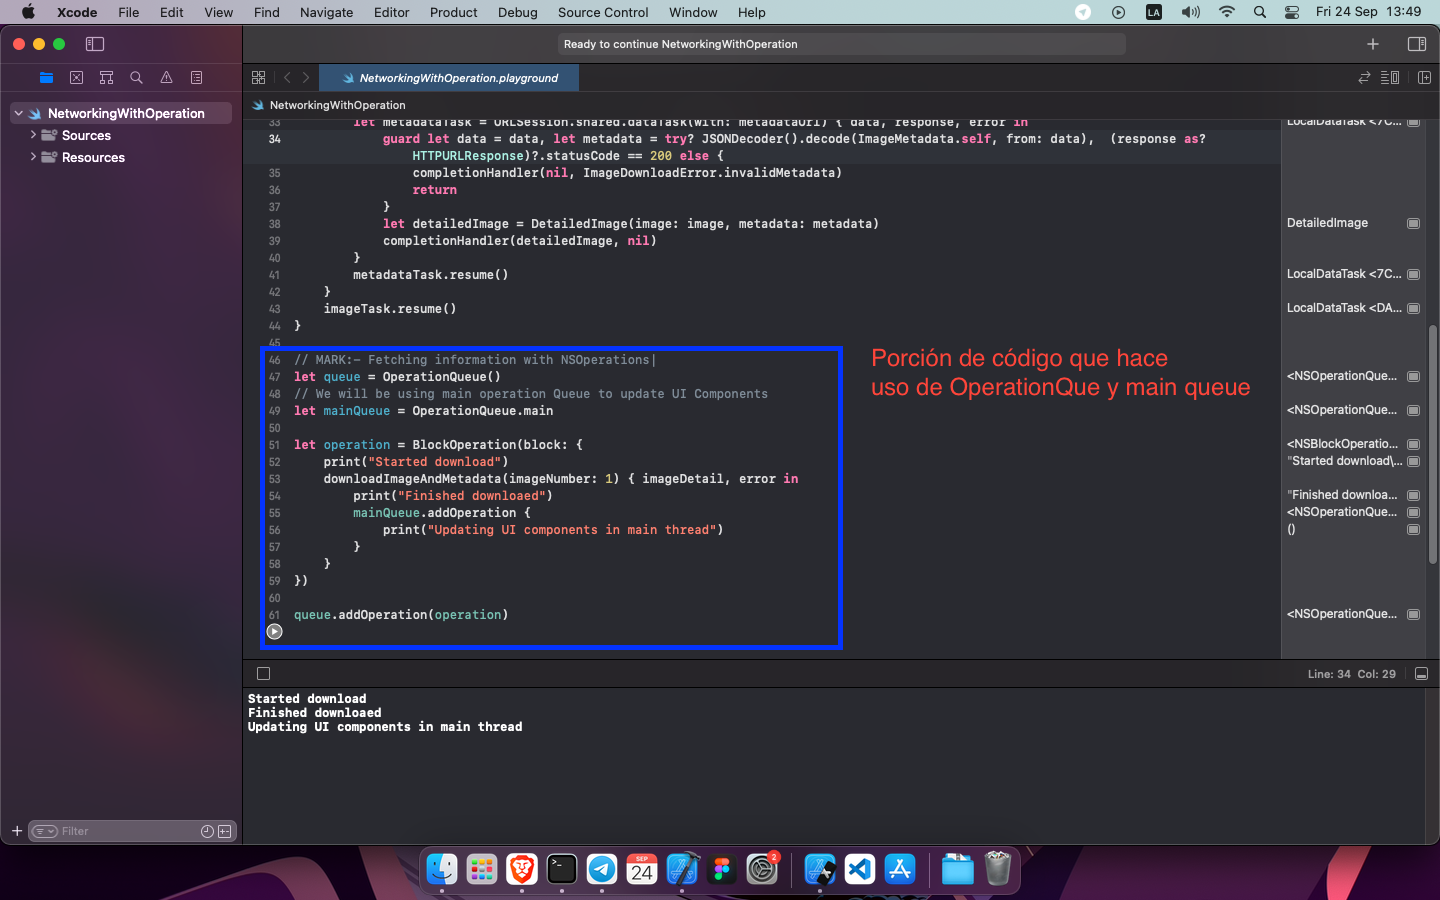 Xcode File Edit View Find Navigate Editor Product Debug Source Control Window Help LA Fri 24 Sep 13:49
Ready to continue NetworkingWithOperation
NetworkingWithOperation.playground
NetworkingWithOperation
NetworkingWithOperation
Sources
Resources
33 let metadataTask = URLSession.shared.dataTask(with: metadataUrl) { data, response, error in
34 guard let data = data, let metadata = try? JSONDecoder().decode(ImageMetadata.self, from: data), (response as?
HTTPURLResponse)?.statusCode == 200 else {
35 completionHandler(nil, ImageDownloadError.invalidMetadata)
36 return
37 }
38 let detailedImage = DetailedImage(image: image, metadata: metadata)
39 completionHandler(detailedImage, nil)
40 }
41 metadataTask.resume()
42 }
43 imageTask.resume()
44 }
45
46 // MARK:- Fetching information with NSOperations
47 let queue = OperationQueue()
48 // We will be using main operation Queue to update UI Components
49 let mainQueue = OperationQueue.main
50
51 let operation = BlockOperation(block: {
52 print("Started download")
53 downloadImageAndMetadata(imageNumber: 1) { imageDetail, error in
54 print("Finished downloaed")
55 mainQueue.addOperation {
56 print("Updating UI components in main thread")
57 }
58 }
59 })
60
61 queue.addOperation(operation)
Porción de código que hace
uso de OperationQue y main queue
LocalDataTask <7C...
DetailedImage
LocalDataTask <7C...
LocalDataTask <DA...
<NSOperationQue...
<NSOperationQue...
<NSBlockOperatio...
"Started download\...
"Finished downloa...
<NSOperationQue...
()
<NSOperationQue...
Line: 34 Col: 29
Started download
Finished downloaed
Updating UI components in main thread
Filter
SEP
24
2